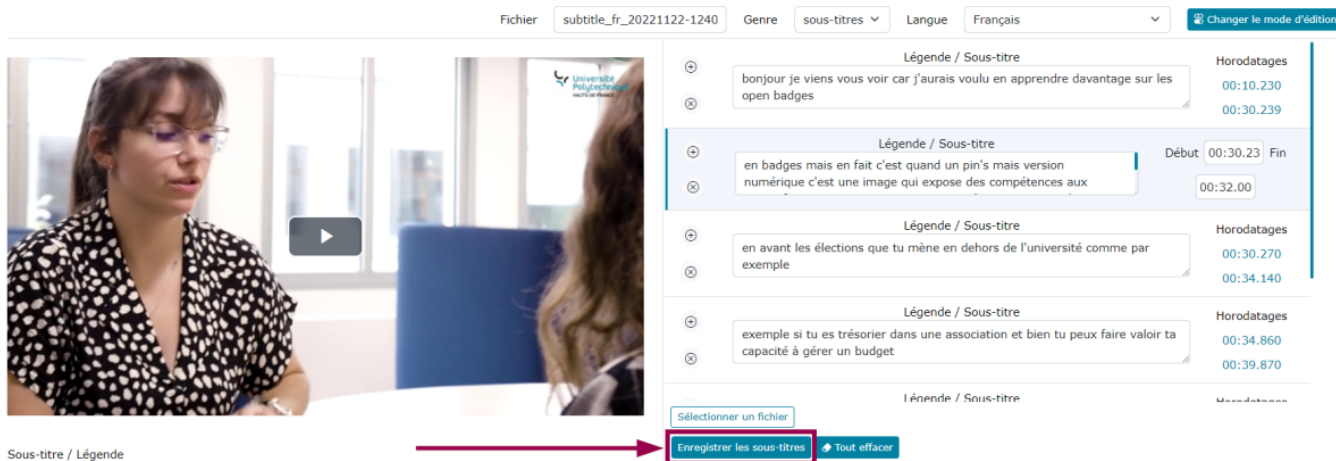 Fichier subtitle_fr_20221122-1240 Genre sous-titres Langue Français Changer le mode d'édition
Université
Polytechnique
HAUTS-DE-FRANCE
Légende / Sous-titre
bonjour je viens vous voir car j'aurais voulu en apprendre davantage sur les
open badges
Horodatages
00:10.230
00:30.239
Légende / Sous-titre
en badges mais en fait c'est quand un pin's mais version
numérique c'est une image qui expose des compétences aux
Début 00:30.23 Fin
00:32.00
Légende / Sous-titre
en avant les élections que tu mène en dehors de l'université comme par
exemple
Horodatages
00:30.270
00:34.140
Légende / Sous-titre
exemple si tu es trésorier dans une association et bien tu peux faire valoir ta
capacité à gérer un budget
Horodatages
00:34.860
00:39.870
Légende / Sous-titre
Horodatages
Sélectionner un fichier
Enregistrer les sous-titres Tout effacer
Sous-titre / Légende